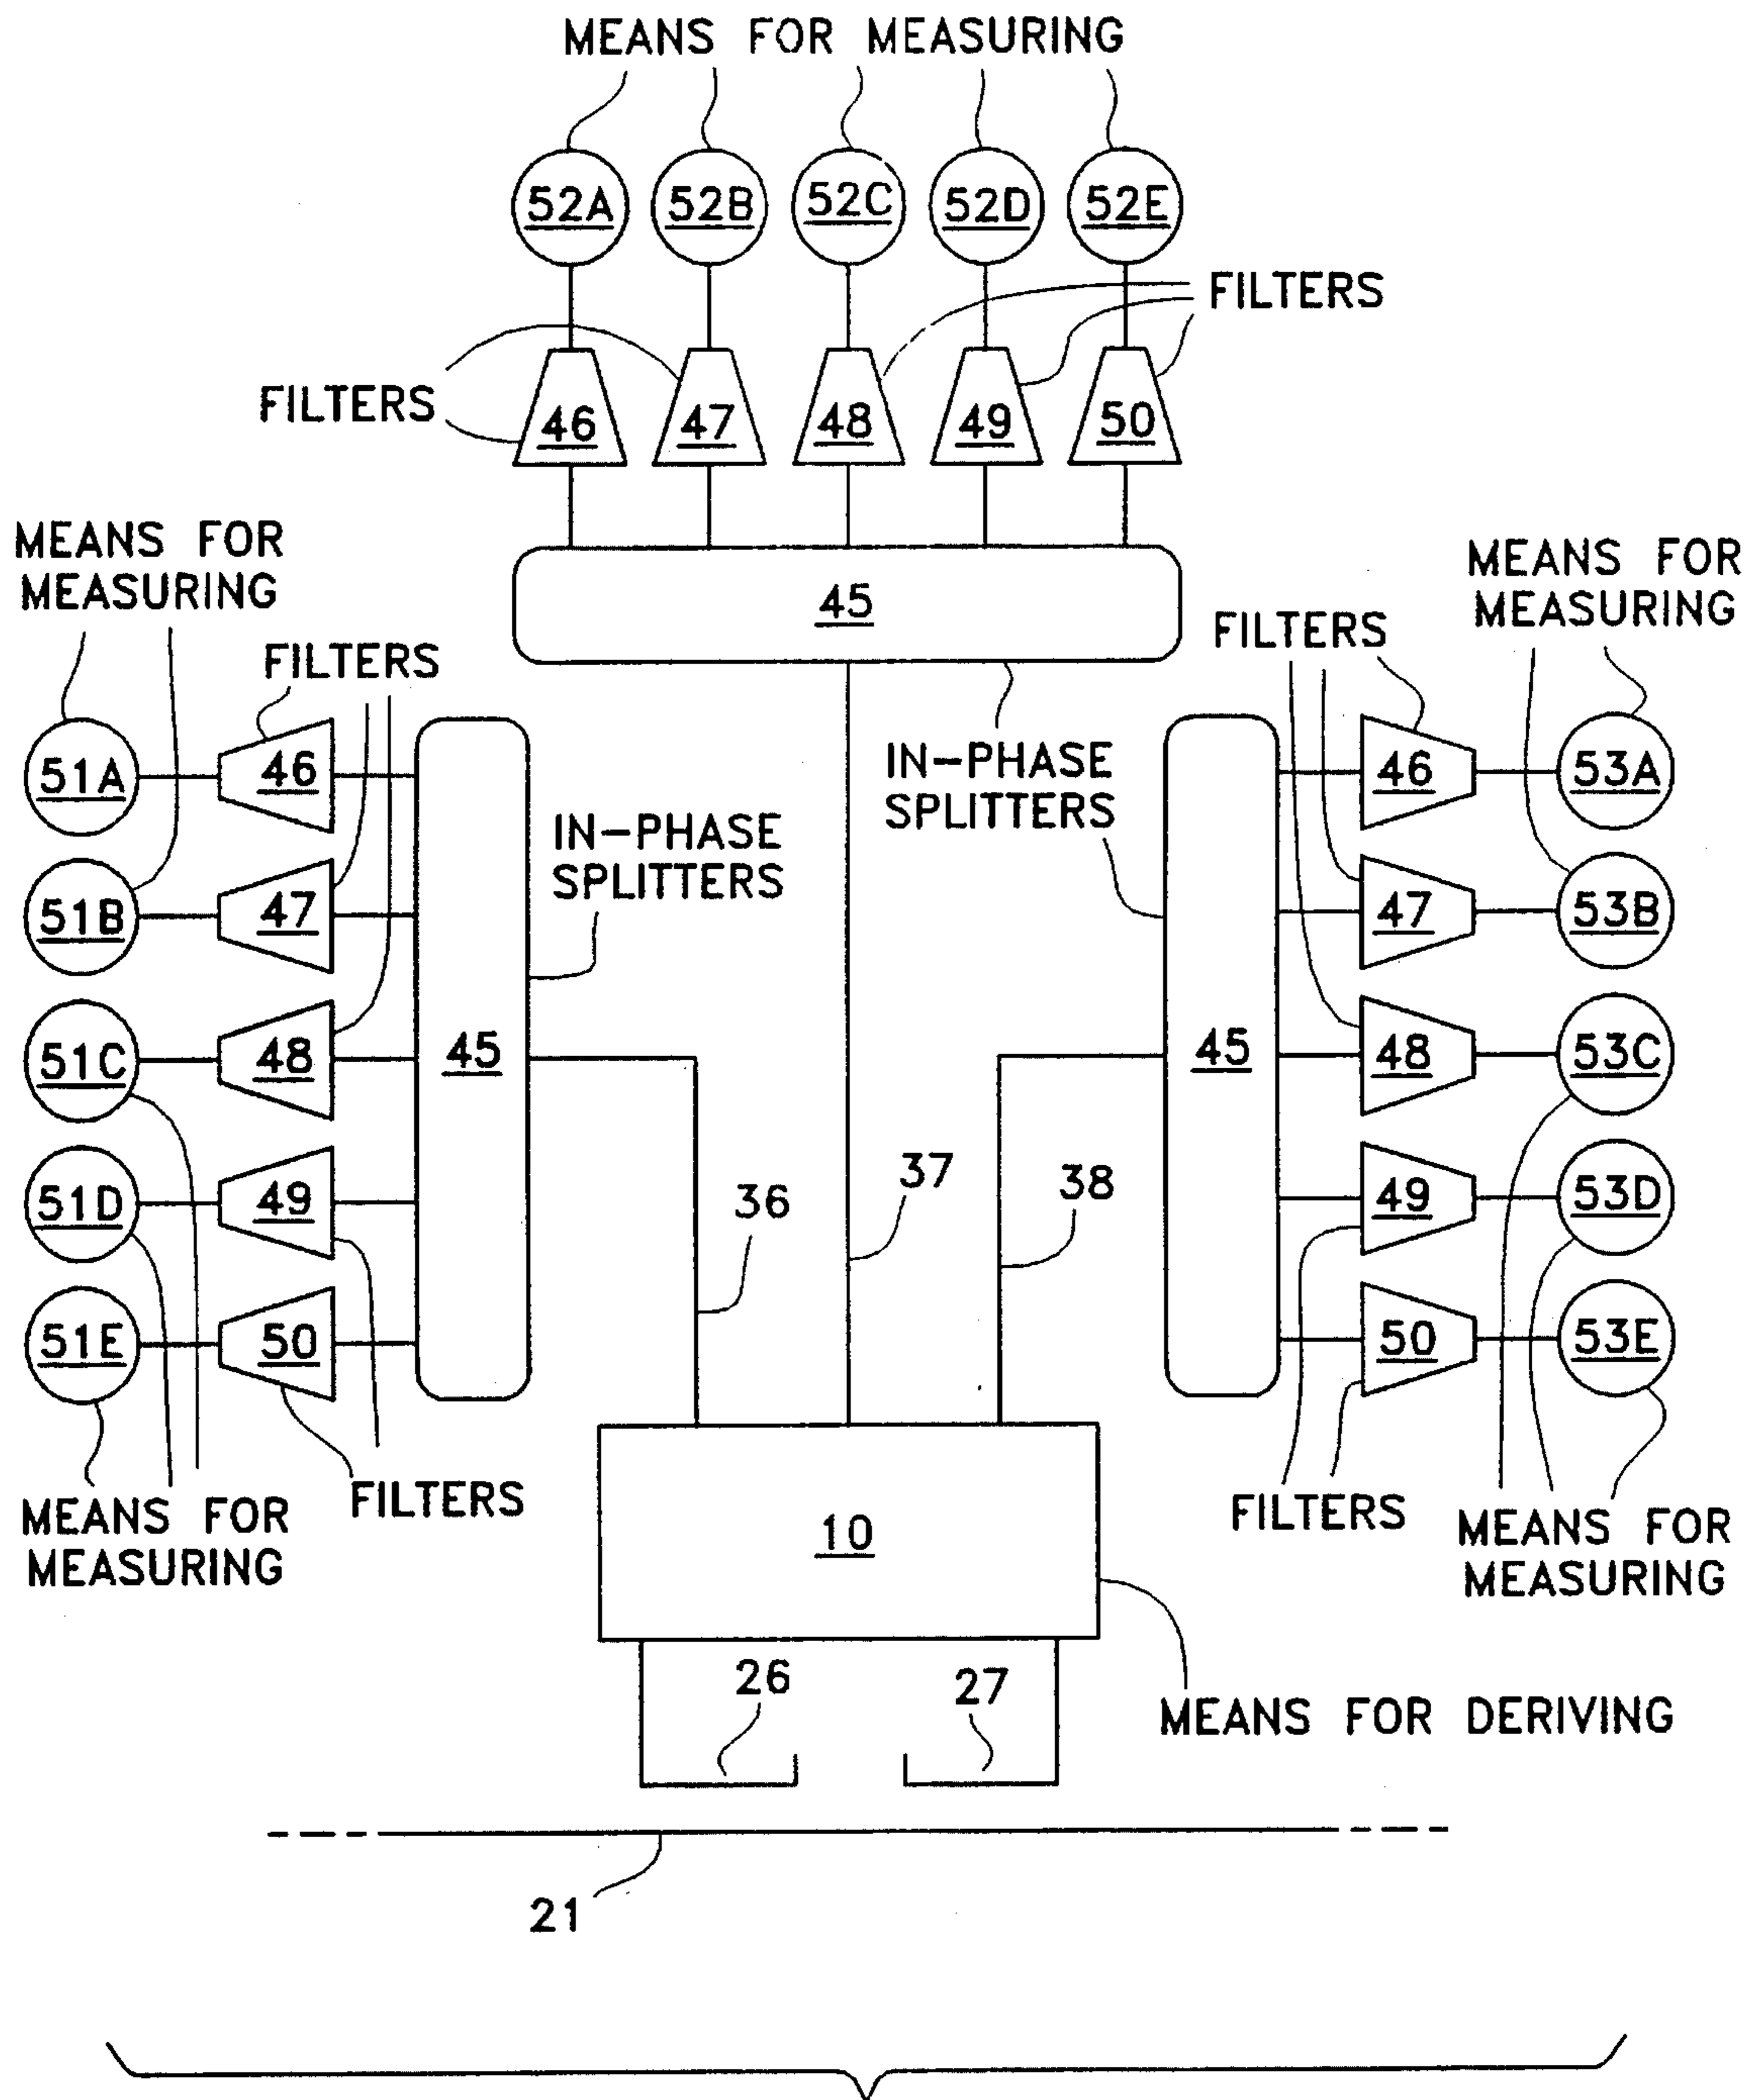 MEANS FOR MEASURING
52A 52B 52C 52D 52E
FILTERS
FILTERS
46 47 48 49 50
MEANS FOR
MEASURING
45
MEANS FOR
MEASURING
FILTERS
FILTERS
IN-PHASE
SPLITTERS
IN-PHASE
SPLITTERS
51A 46
46 53A
51B 47
47 53B
51C 48 45
45 48 53C
51D 49
49 53D
36 37 38
51E 50
50 53E
FILTERS
MEANS FOR
MEASURING
FILTERS
MEANS FOR
MEASURING
10
26 27
MEANS FOR DERIVING
21